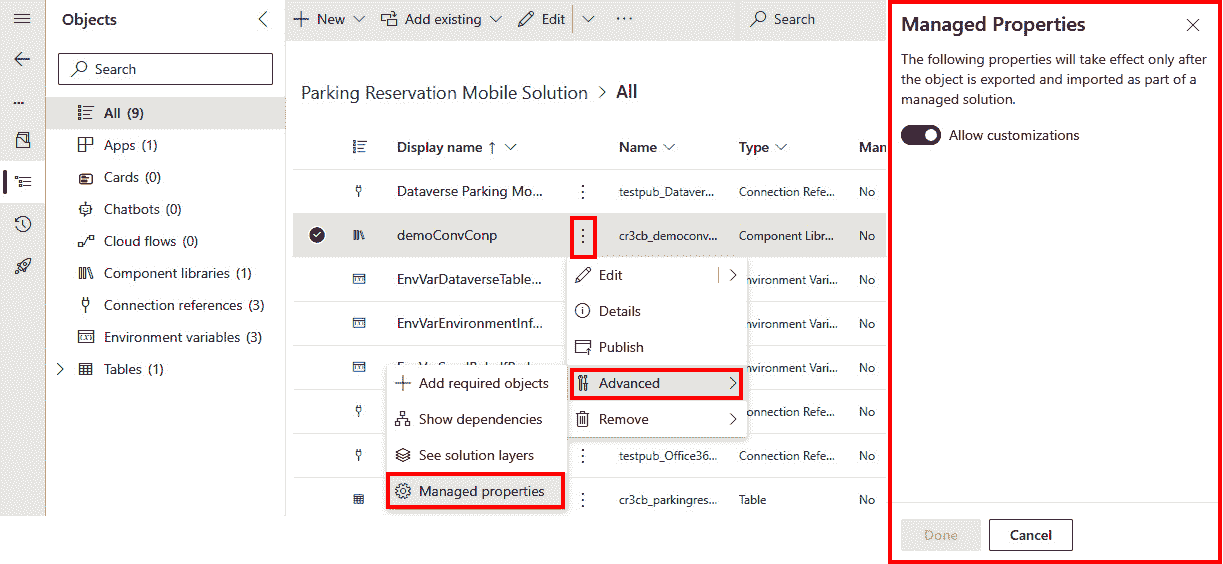 Objects
New
Add existing
Edit
...
Search
Search
All (9)
Apps (1)
Cards (0)
Chatbots (0)
Cloud flows (0)
Component libraries (1)
Connection references (3)
Environment variables (3)
Tables (1)
Parking Reservation Mobile Solution > All
Display name ↑ Name Type Man
Dataverse Parking Mo... testpub_Dataver... Connection Refe... No
demoConvConp cr3cb_democonv... Component Libr... No
EnvVarDataverseTable... Environment Vari... No
EnvVarEnvironmentInf... Environment Vari... No
Environment Vari... No
Connection Refe... No
testpub_Office36... Connection Refe... No
cr3cb_parkingres... Table No
Edit
Details
Publish
Advanced
Remove
Add required objects
Show dependencies
See solution layers
Managed properties
Managed Properties
The following properties will take effect only after
the object is exported and imported as part of a
managed solution.
Allow customizations
Done
Cancel